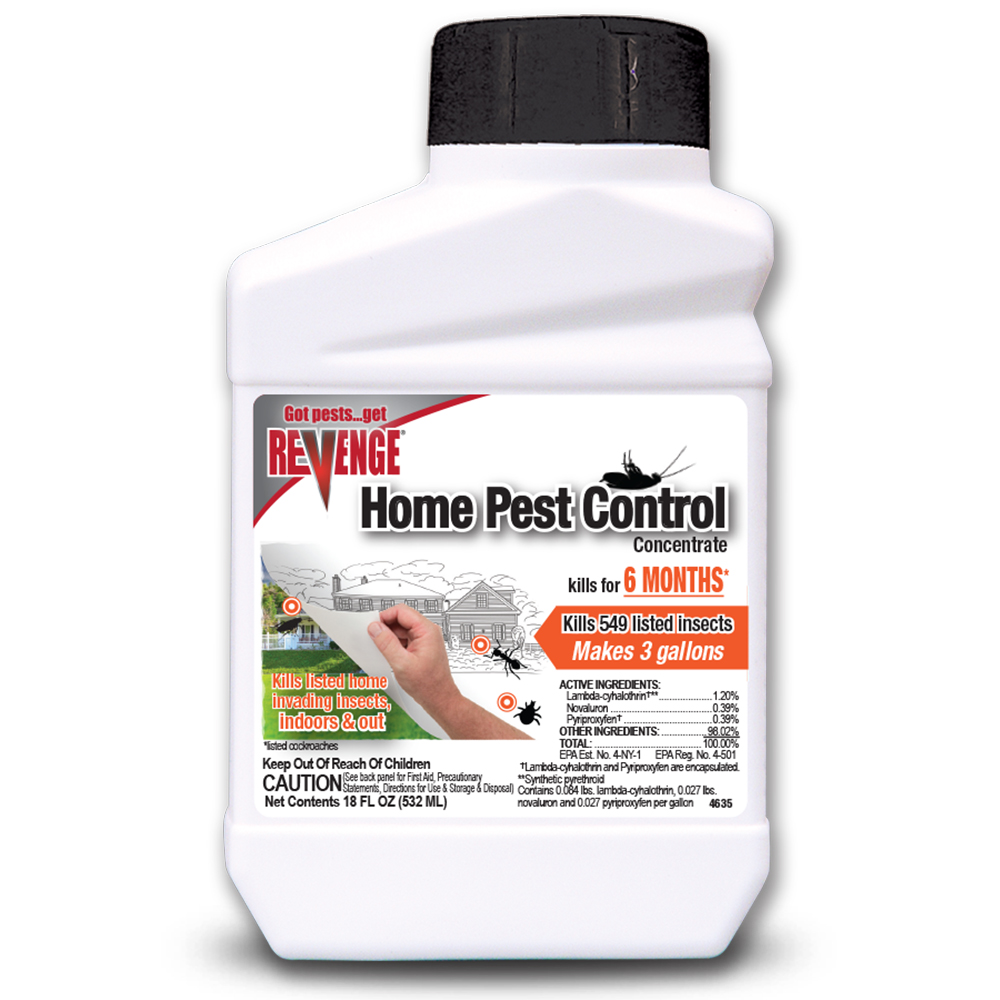 Got pests...get
REVENGE®
Home Pest Control
Concentrate
kills for 6 MONTHS*
Kills 549 listed insects
Makes 3 gallons
Kills listed home
invading insects,
indoors & out
*listed cockroaches
Keep Out Of Reach Of Children
CAUTION (See back panel for First Aid, Precautionary
Statements, Directions for Use & Storage & Disposal)
Net Contents 18 FL OZ (532 ML)
ACTIVE INGREDIENTS:
Lambda-cyhalothrin†** 1.20%
Novaluron 0.39%
Pyriproxyfen† 0.39%
OTHER INGREDIENTS: 98.02%
TOTAL: 100.00%
EPA Est. No. 4-NY-1 EPA Reg. No. 4-501
†Lambda-cyhalothrin and Pyriproxyfen are encapsulated.
**Synthetic pyrethroid
Contains 0.084 lbs. lambda-cyhalothrin, 0.027 lbs.
novaluron and 0.027 pyriproxyfen per gallon 4635